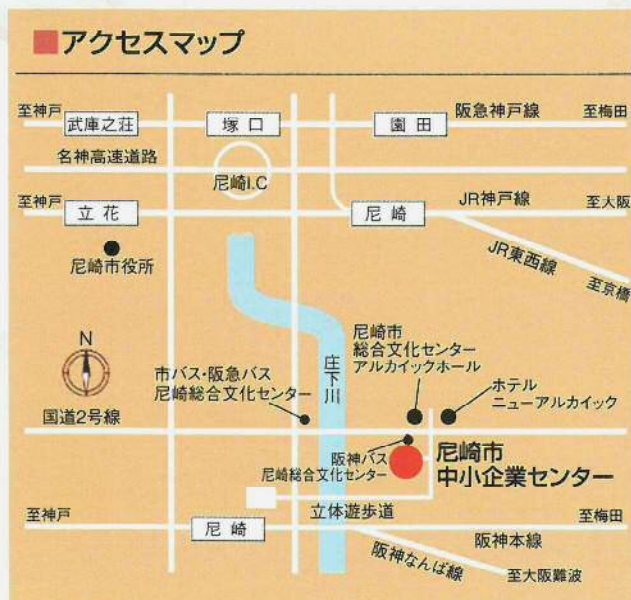 ■アクセスマップ
至神戸
武庫之荘
塚口
園田
阪急神戸線
至梅田
名神高速道路
尼崎I.C
至神戸
立花
尼崎
JR神戸線
至大阪
尼崎市役所
JR東西線
至京橋
N
尼崎市
総合文化センター
アルカイックホール
庄下川
市バス・阪急バス
尼崎総合文化センター
ホテル
ニューアルカイック
国道2号線
阪神バス
尼崎総合文化センター
尼崎市
中小企業センター
立体遊歩道
至神戸
尼崎
阪神本線
至梅田
阪神なんば線
至大阪難波